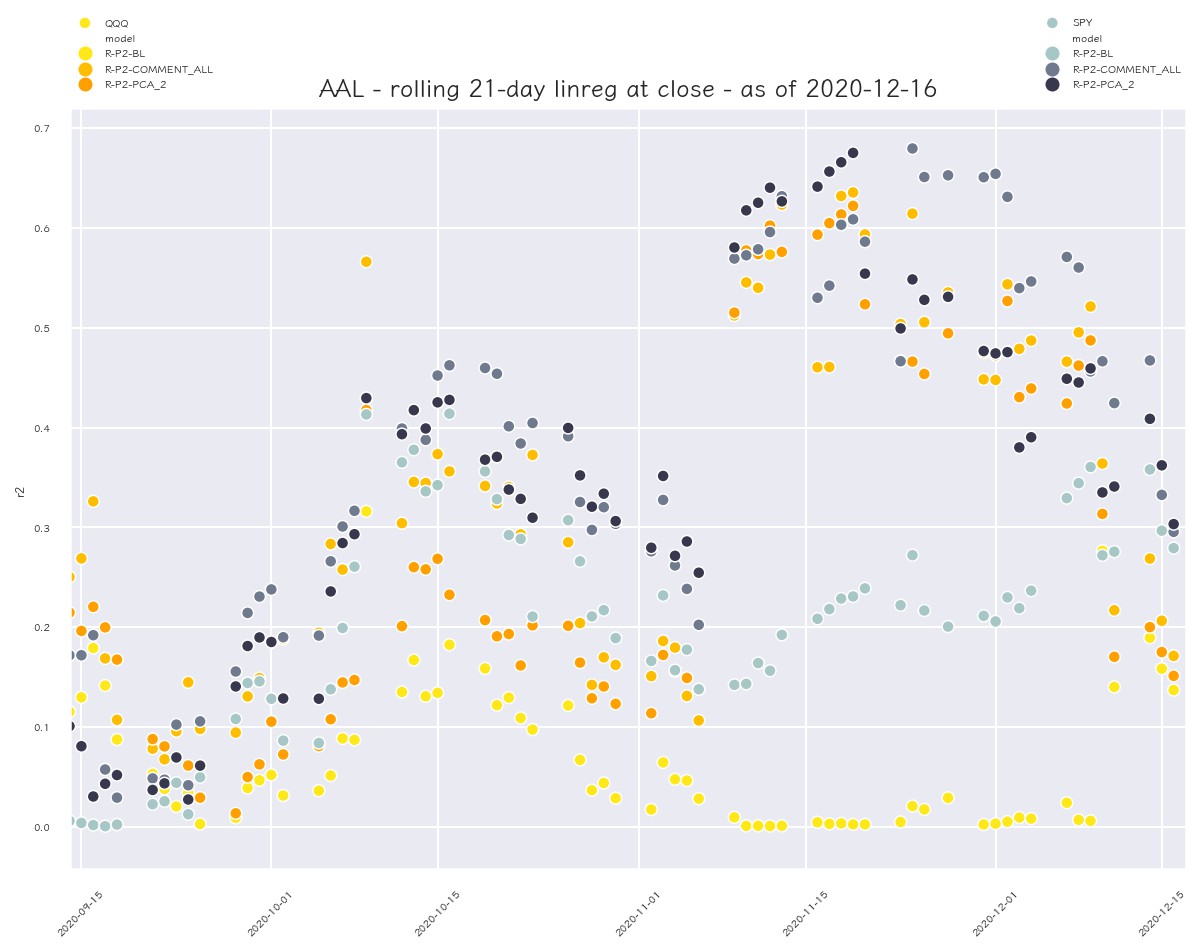 QQQ
model
R-P2-BL
R-P2-COMMENT_ALL
R-P2-PCA_2
SPY
model
R-P2-BL
R-P2-COMMENT_ALL
R-P2-PCA_2
AAL - rolling 21-day linreg at close - as of 2020-12-16
0.7
0.6
0.5
0.4
0.3
0.2
0.1
0.0
r2
2020-09-15
2020-10-01
2020-10-15
2020-11-01
2020-11-15
2020-12-01
2020-12-15